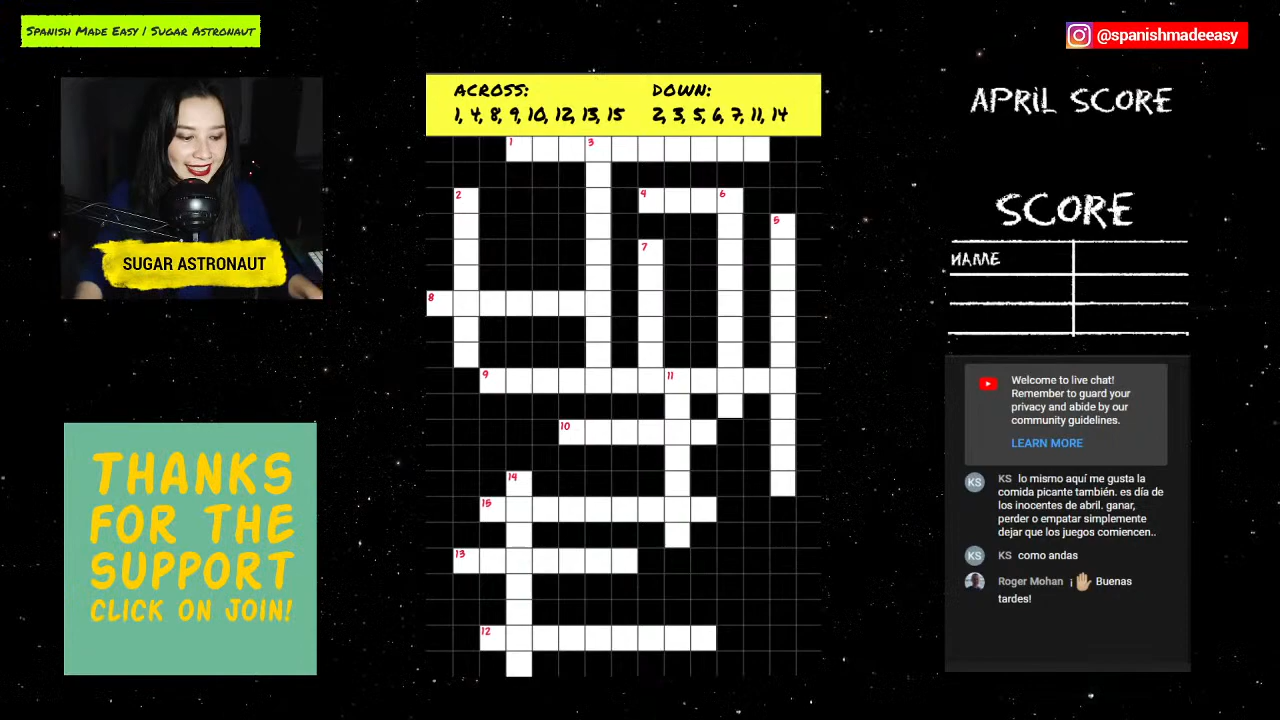 Spanish Made Easy | Sugar Astronaut
@spanishmadeeasy
SUGAR ASTRONAUT
THANKS
FOR THE
SUPPORT
CLICK ON JOIN!
ACROSS:
1, 4, 8, 9, 10, 12, 13, 15
DOWN:
2, 3, 5, 6, 7, 11, 14
1
3
2
4
6
5
7
8
9
11
10
14
15
13
12
APRIL SCORE
SCORE
NAME
Welcome to live chat!
Remember to guard your
privacy and abide by our
community guidelines.
LEARN MORE
KS KS lo mismo aquí me gusta la
comida picante también. es día de
los inocentes de abril. ganar,
perder o empatar simplemente
dejar que los juegos comiencen..
KS KS como andas
Roger Mohan ¡🖐🏽 Buenas
tardes!